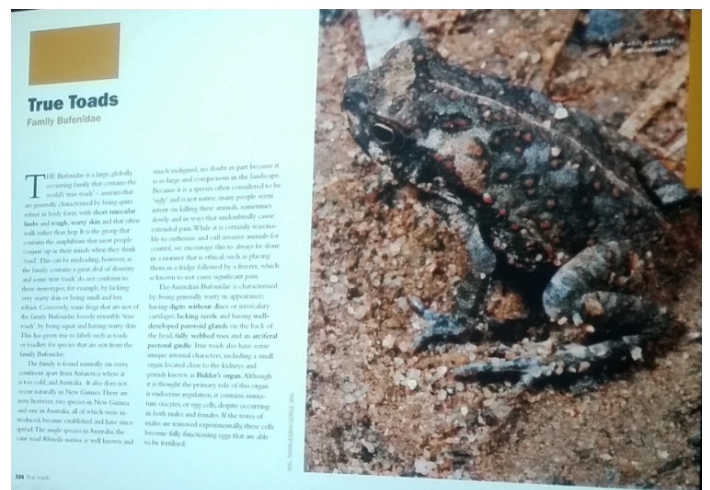 True Toads
Family Bufonidae
THE Bufonidae is a large, globally
occurring family that contains the
world's 'true toads' – anurans that
are generally characterised by being quite
robust in body form, with short muscular
limbs and rough, warty skin and that often
walk rather than hop. It is the group that
contains the amphibians that most people
conjure up in their minds when they think
'toad'. This can be misleading, however, as
the family contains a great deal of diversity
and some 'true toads' do not conform to
these stereotypes, for example, by lacking
very warty skin or being small and less
robust. Conversely, some frogs that are not of
the family Bufonidae loosely resemble 'true
toads', by being squat and having warty skin.
This has given rise to labels such as toads
or toadlets for species that are not from the
family Bufonidae.
The family is found naturally on every
continent apart from Antarctica where it
is too cold, and Australia. It also does not
occur naturally in New Guinea. There are
now, however, two species in New Guinea
and one in Australia, all of which were in-
troduced, became established and have since
spread. The single species in Australia, the
cane toad Rhinella marina, is well known and
much maligned, no doubt in part because it
is so large and conspicuous in the landscape.
Because it is a species often considered to be
'ugly' and is not native, many people seem
intent on killing these animals, sometimes
slowly and in ways that undoubtedly cause
extended pain. While it is certainly reasona-
ble to euthenise and cull invasive animals for
control, we encourage this to always be done
in a manner that is ethical, such as placing
them in a fridge followed by a freezer, which
is known to not cause significant pain.
The Australian Bufonidae is characterised
by: being generally warty in appearance;
having digits without discs or intercalary
cartilages; lacking teeth; and having well-
developed parotoid glands on the back of
the head, fully webbed toes and an arciferal
pectoral girdle. True toads also have some
unique internal characters, including a small
organ located close to the kidneys and
gonads known as Bidder's organ. Although
it is thought the primary role of this organ
is endocrine regulation, it contains imma-
ture oocytes, or egg cells, despite occurring
in both males and females. If the testes of
males are removed experimentally, these cells
become fully functioning eggs that are able
to be fertilised.
A sub-adult cane toad
326 True toads